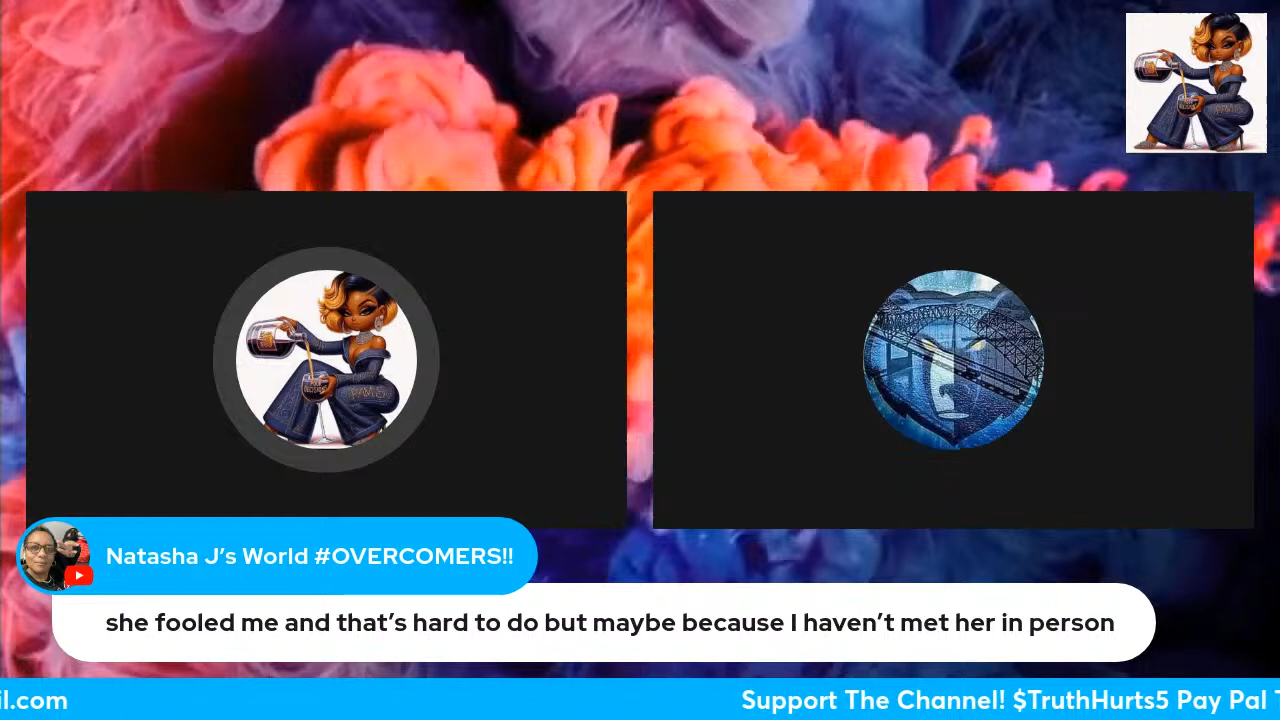 Natasha J’s World #OVERCOMERS!!
she fooled me and that’s hard to do but maybe because I haven’t met her in person
il.com Support The Channel! $TruthHurts5 Pay Pal